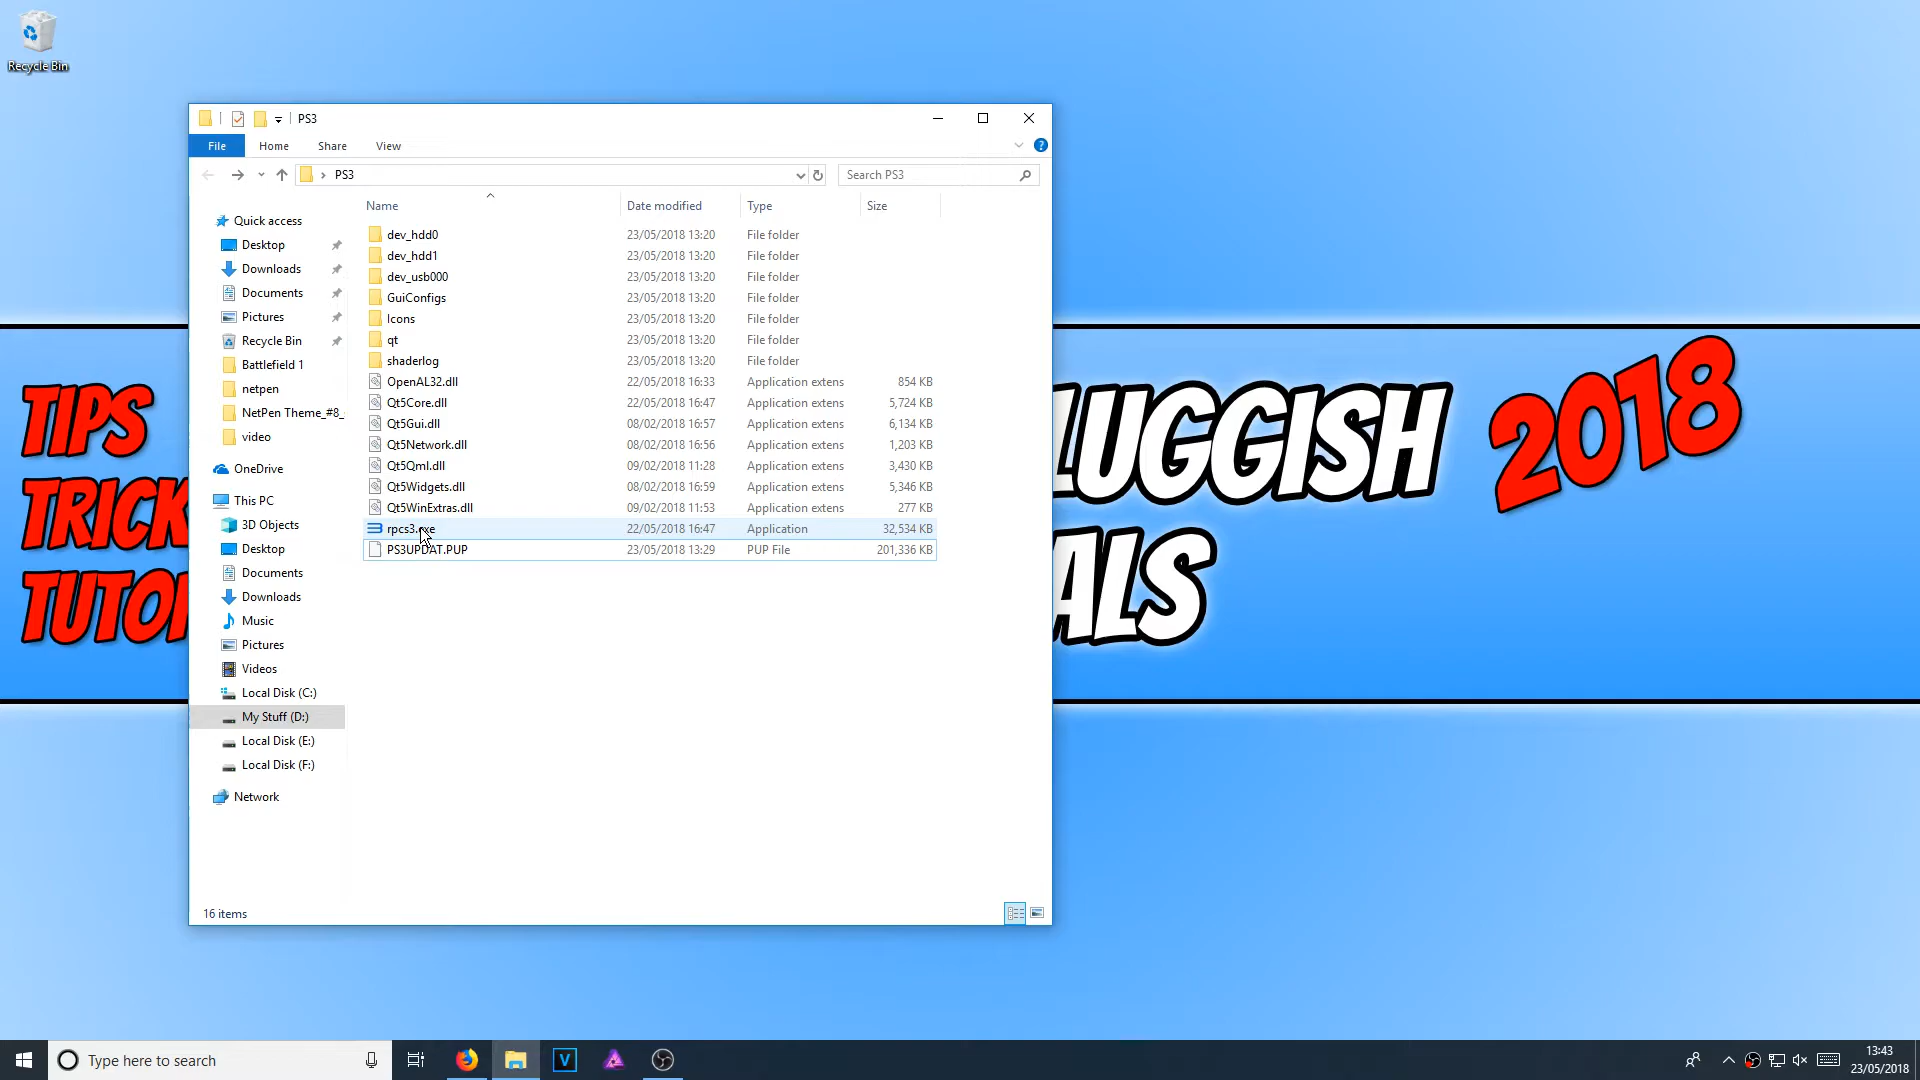 Recycle Bin
PS3
File Home Share View
PS3
Search PS3
Name Date modified Type Size
Quick access
Desktop
Downloads
Documents
Pictures
Recycle Bin
Battlefield 1
netpen
NetPen Theme_#8_
video
OneDrive
This PC
3D Objects
Desktop
Documents
Downloads
Music
Pictures
Videos
Local Disk (C:)
My Stuff (D:)
Local Disk (E:)
Local Disk (F:)
Network
dev_hdd0 23/05/2018 13:20 File folder
dev_hdd1 23/05/2018 13:20 File folder
dev_usb000 23/05/2018 13:20 File folder
GuiConfigs 23/05/2018 13:20 File folder
Icons 23/05/2018 13:20 File folder
qt 23/05/2018 13:20 File folder
shaderlog 23/05/2018 13:20 File folder
OpenAL32.dll 22/05/2018 16:33 Application extens 854 KB
Qt5Core.dll 22/05/2018 16:47 Application extens 5,724 KB
Qt5Gui.dll 08/02/2018 16:57 Application extens 6,134 KB
Qt5Network.dll 08/02/2018 16:56 Application extens 1,203 KB
Qt5Qml.dll 09/02/2018 11:28 Application extens 3,430 KB
Qt5Widgets.dll 08/02/2018 16:59 Application extens 5,346 KB
Qt5WinExtras.dll 09/02/2018 11:53 Application extens 277 KB
rpcs3.exe 22/05/2018 16:47 Application 32,534 KB
PS3UPDAT.PUP 23/05/2018 13:29 PUP File 201,336 KB
16 items
TIPS
TRICK
TUTO
LUGGISH 2018
ALS
Type here to search
V
13:43
23/05/2018